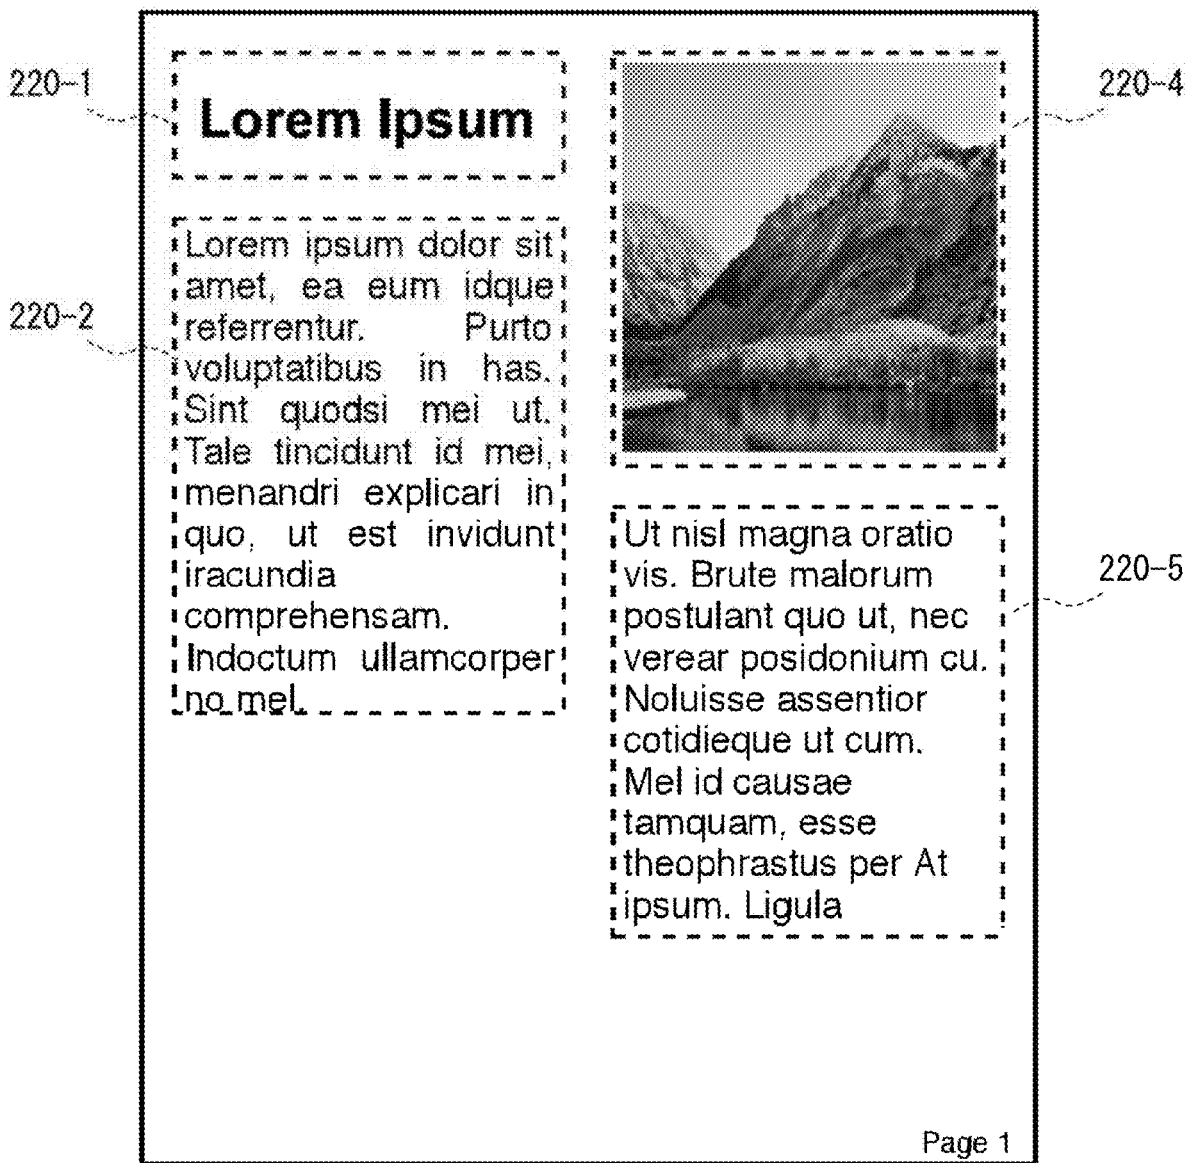 220-1
Lorem Ipsum
220-2
Lorem ipsum dolor sit
amet, ea eum idque
referrentur. Purto
voluptatibus in has.
Sint quodsi mei ut.
Tale tincidunt id mei,
menandri explicari in
quo, ut est invidunt
iracundia
comprehensam.
Indoctum ullamcorper
no mel.
220-4
220-5
Ut nisl magna oratio
vis. Brute malorum
postulant quo ut, nec
verear posidonium cu.
Noluisse assentior
cotidieque ut cum.
Mel id causae
tamquam, esse
theophrastus per At
ipsum. Ligula
Page 1